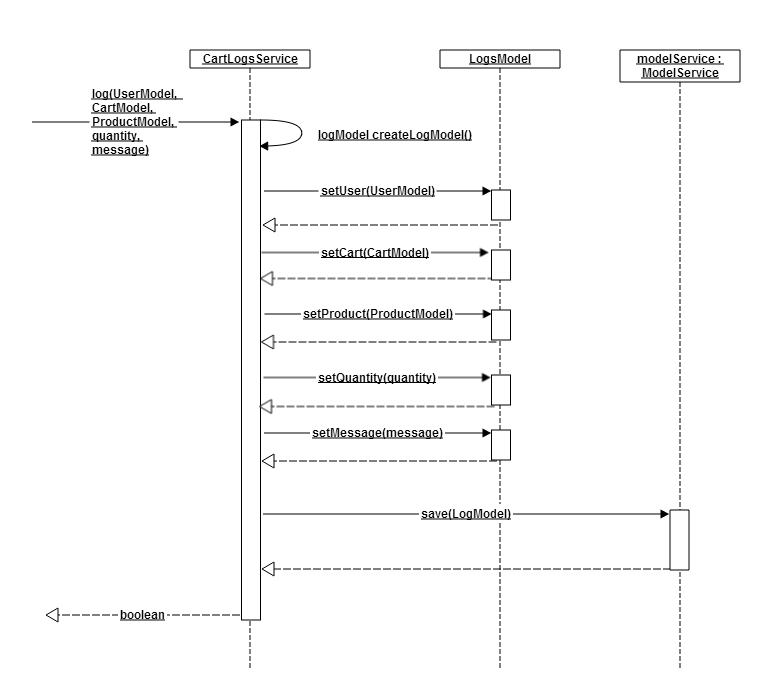 CartLogsService
LogsModel
modelService :
ModelService
log(UserModel,
CartModel,
ProductModel,
quantity,
message)
logModel createLogModel()
setUser(UserModel)
setCart(CartModel)
setProduct(ProductModel)
setQuantity(quantity)
setMessage(message)
save(LogModel)
boolean